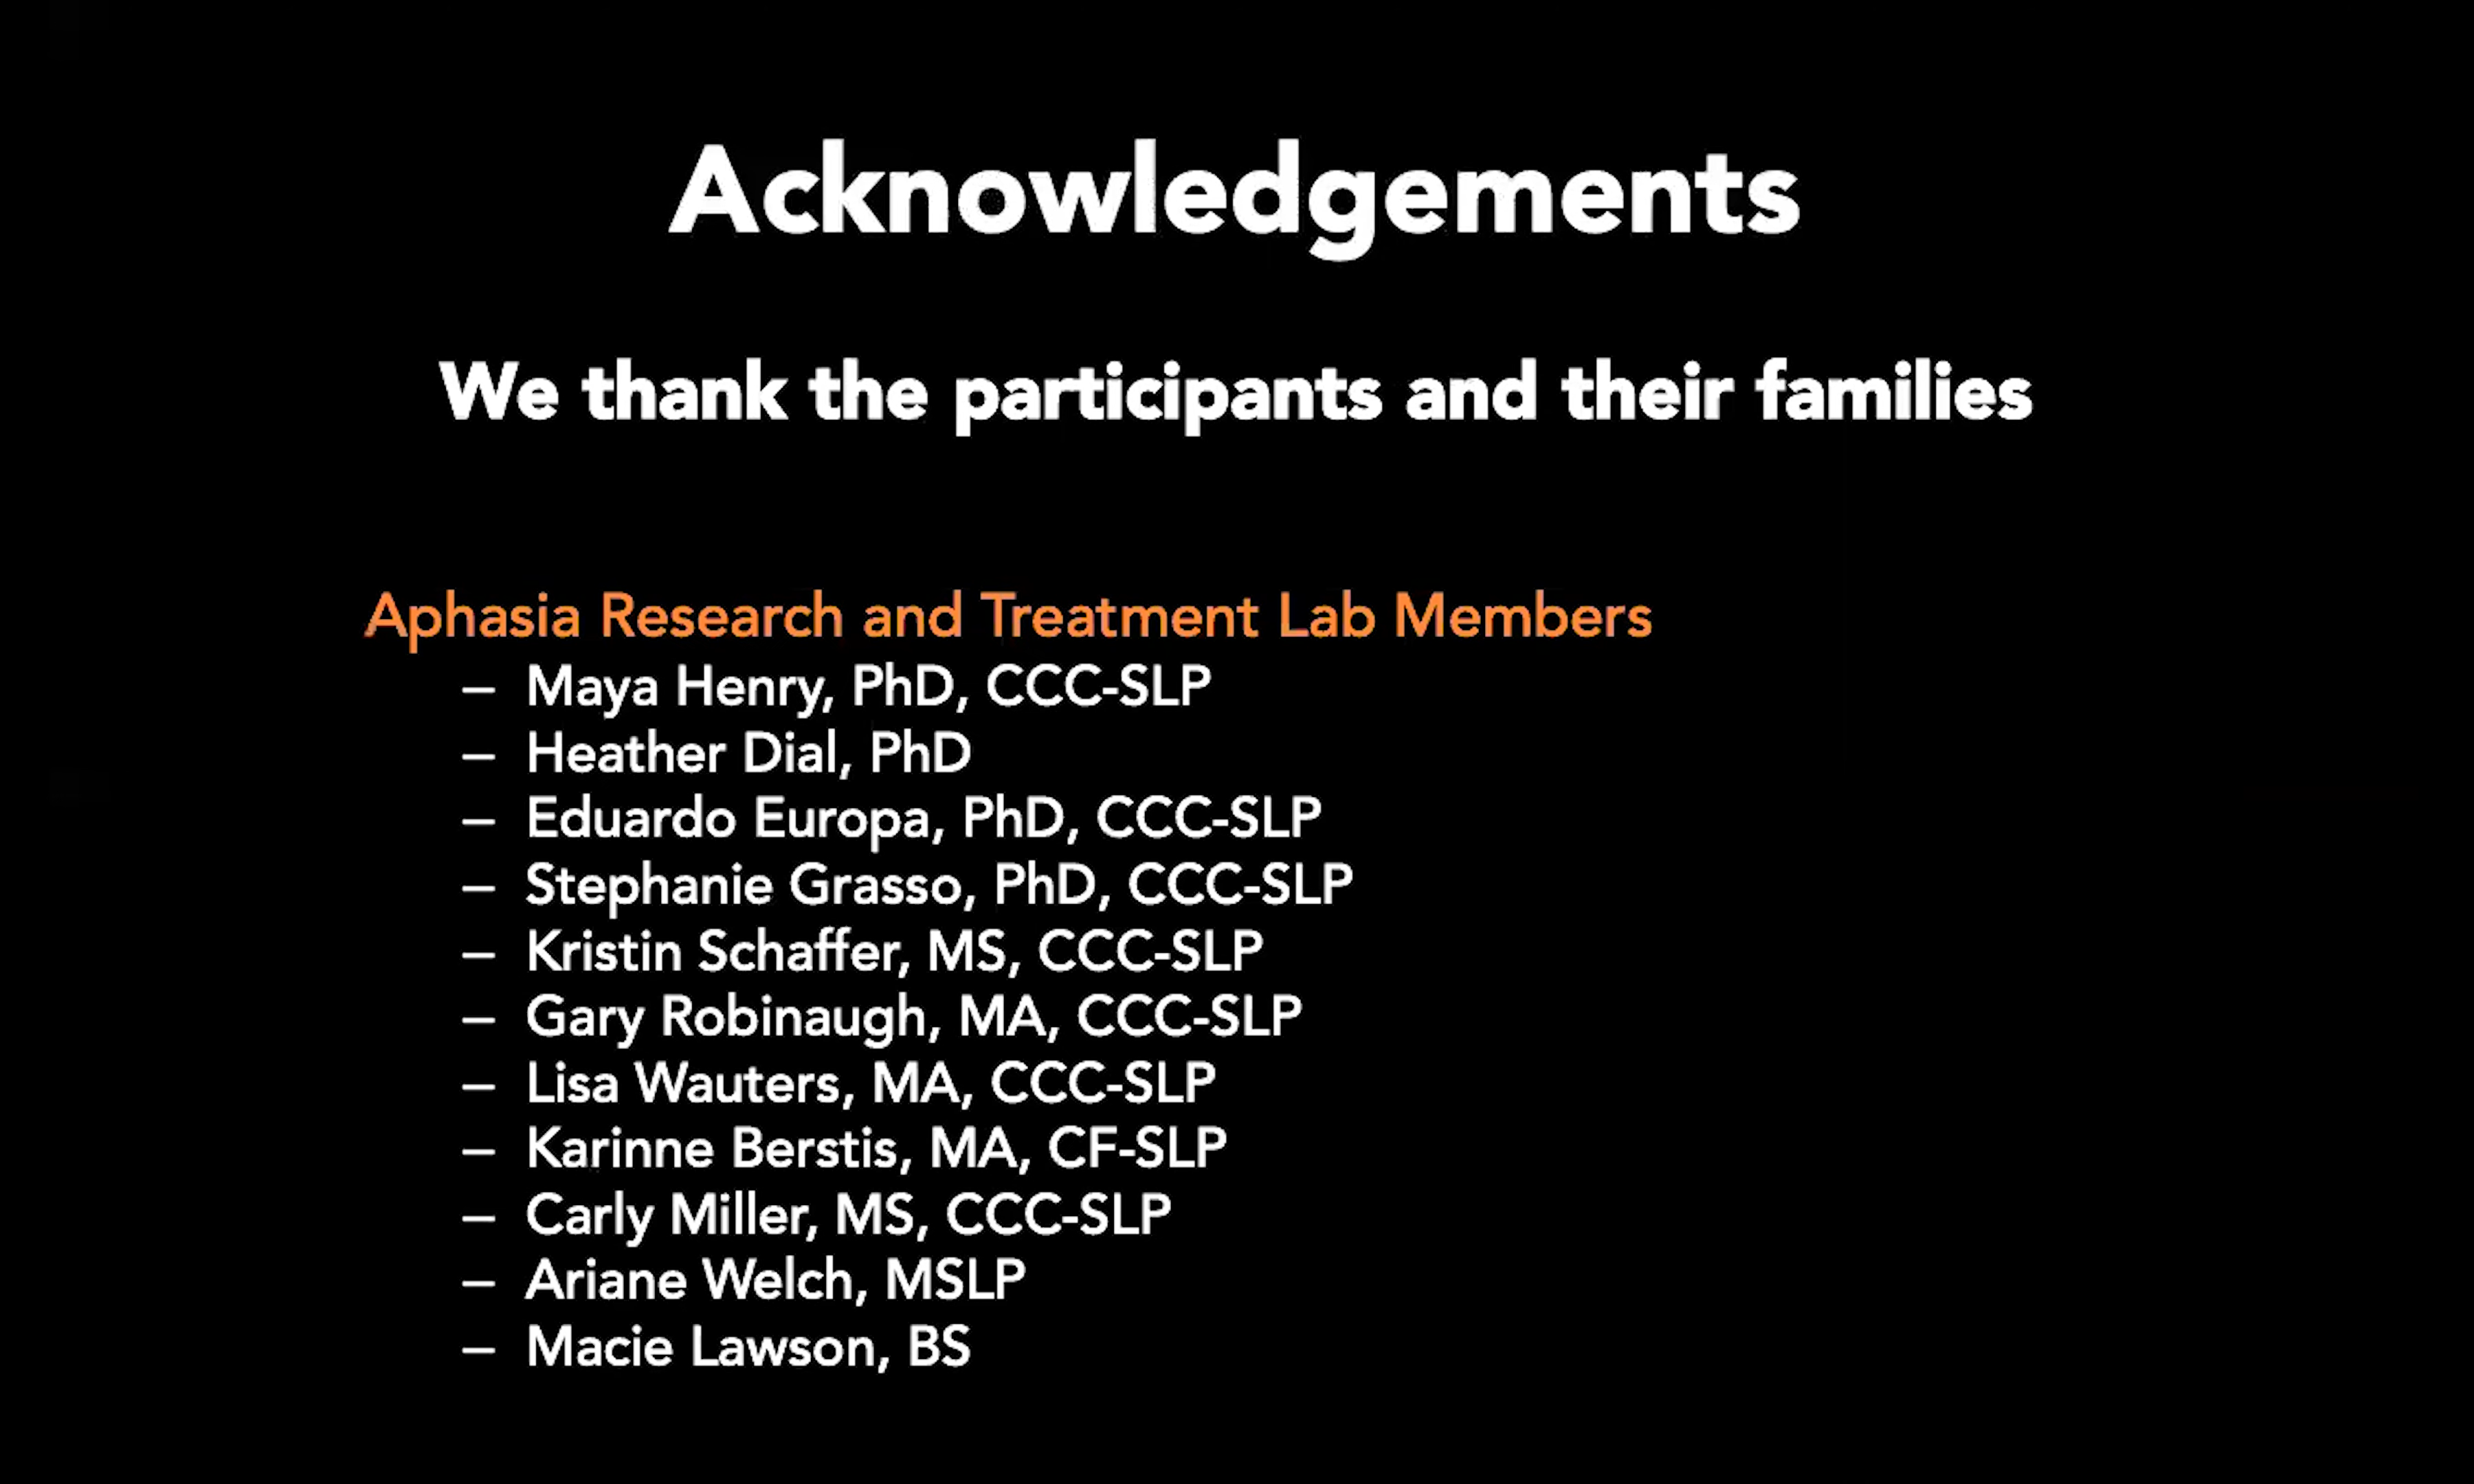 Acknowledgements
We thank the participants and their families
Aphasia Research and Treatment Lab Members
– Maya Henry, PhD, CCC-SLP
– Heather Dial, PhD
– Eduardo Europa, PhD, CCC-SLP
– Stephanie Grasso, PhD, CCC-SLP
– Kristin Schaffer, MS, CCC-SLP
– Gary Robinaugh, MA, CCC-SLP
– Lisa Wauters, MA, CCC-SLP
– Karinne Berstis, MA, CF-SLP
– Carly Miller, MS, CCC-SLP
– Ariane Welch, MSLP
– Macie Lawson, BS